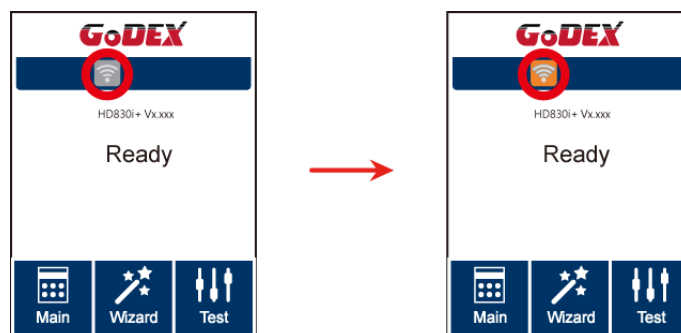 GoDEX
HD830i+ Vx.xxx
Ready
Main Wizard Test
GoDEX
HD830i+ Vx.xxx
Ready
Main Wizard Test